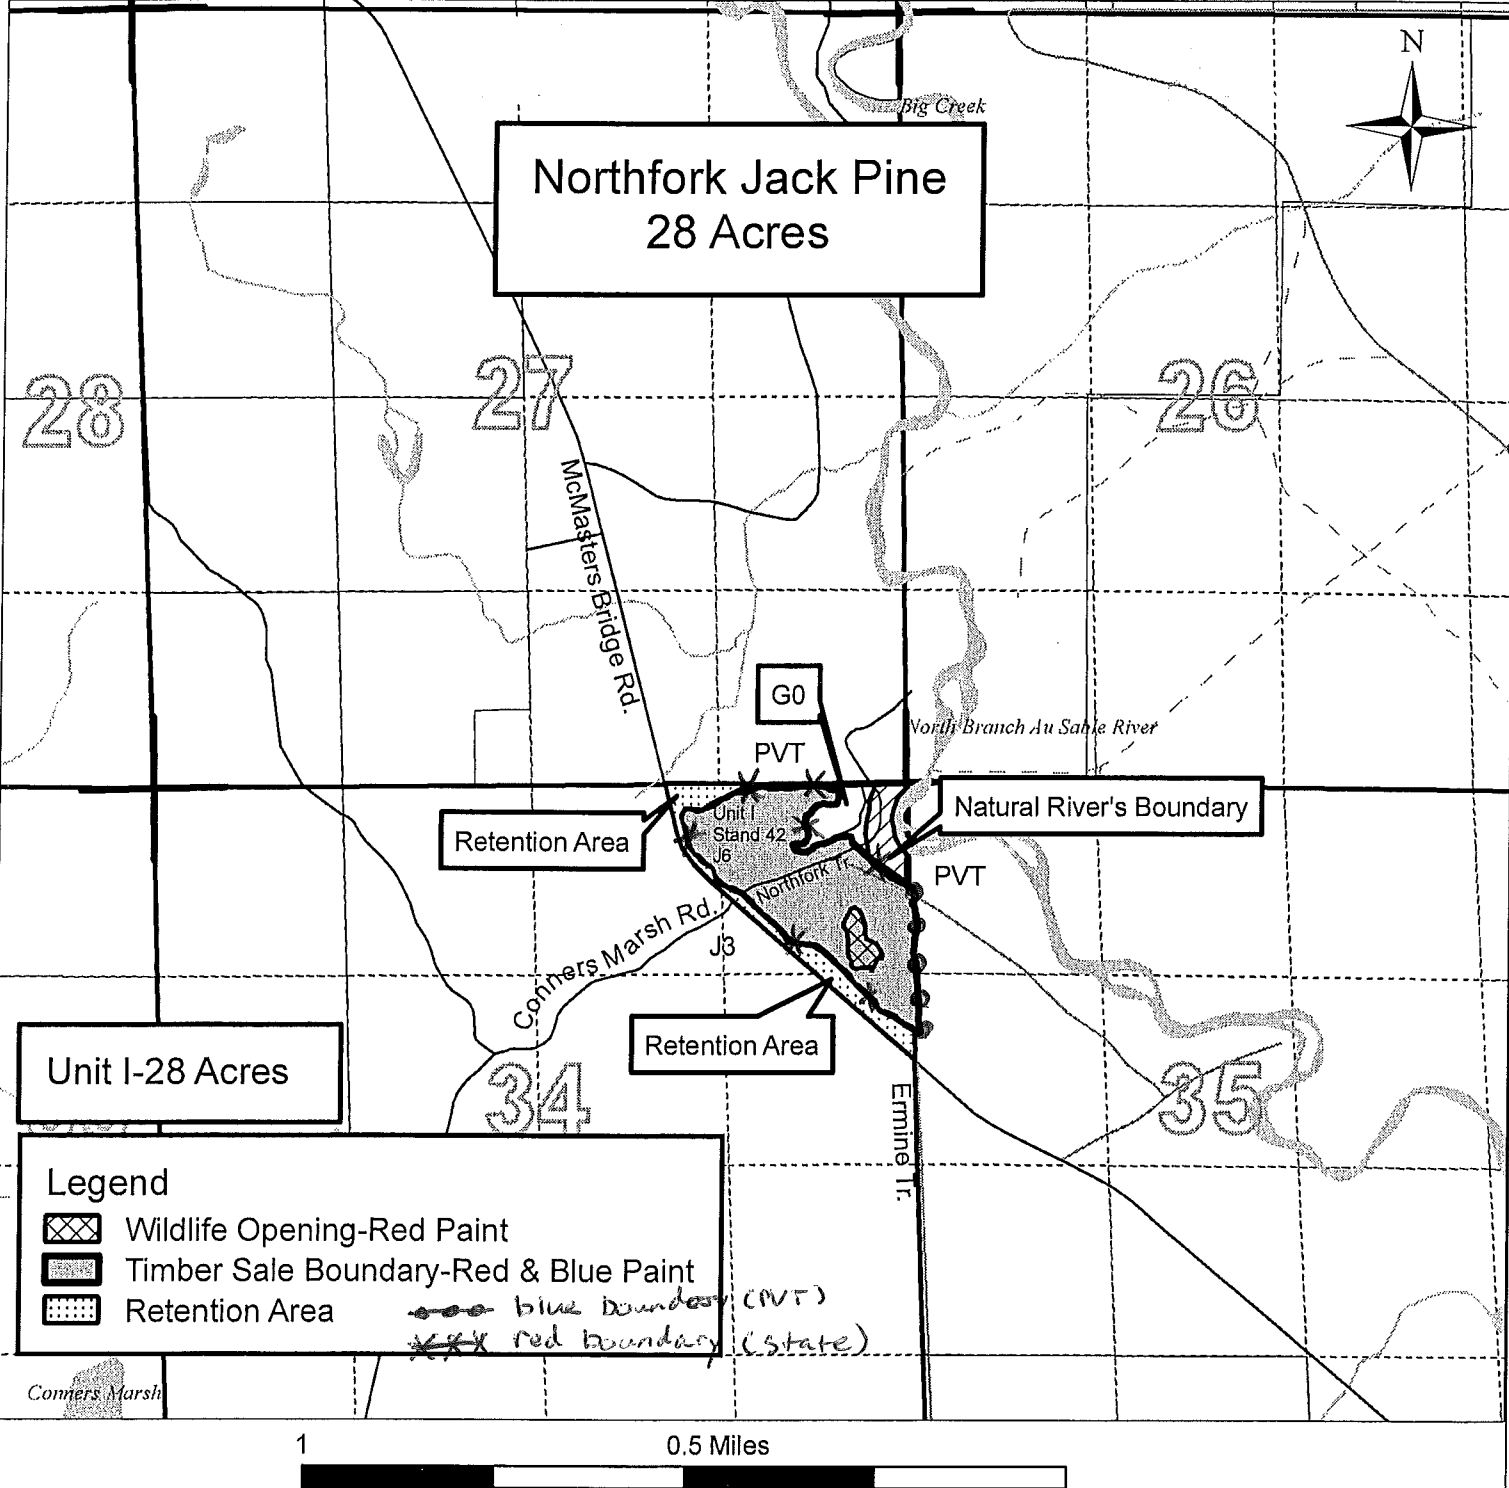 N
Big Creek
Northfork Jack Pine
28 Acres
28
27
26
McMasters Bridge Rd.
G0
North Branch Au Sable River
PVT
Natural River's Boundary
Retention Area
Unit I
Stand 42
J6
Northfork Tr.
PVT
Conners Marsh Rd.
J3
Retention Area
Unit I-28 Acres
34
35
Ermine Tr.
Legend
Wildlife Opening-Red Paint
Timber Sale Boundary-Red & Blue Paint
Retention Area
blue boundary (PVT)
red boundary (state)
Conners Marsh
1
0.5 Miles